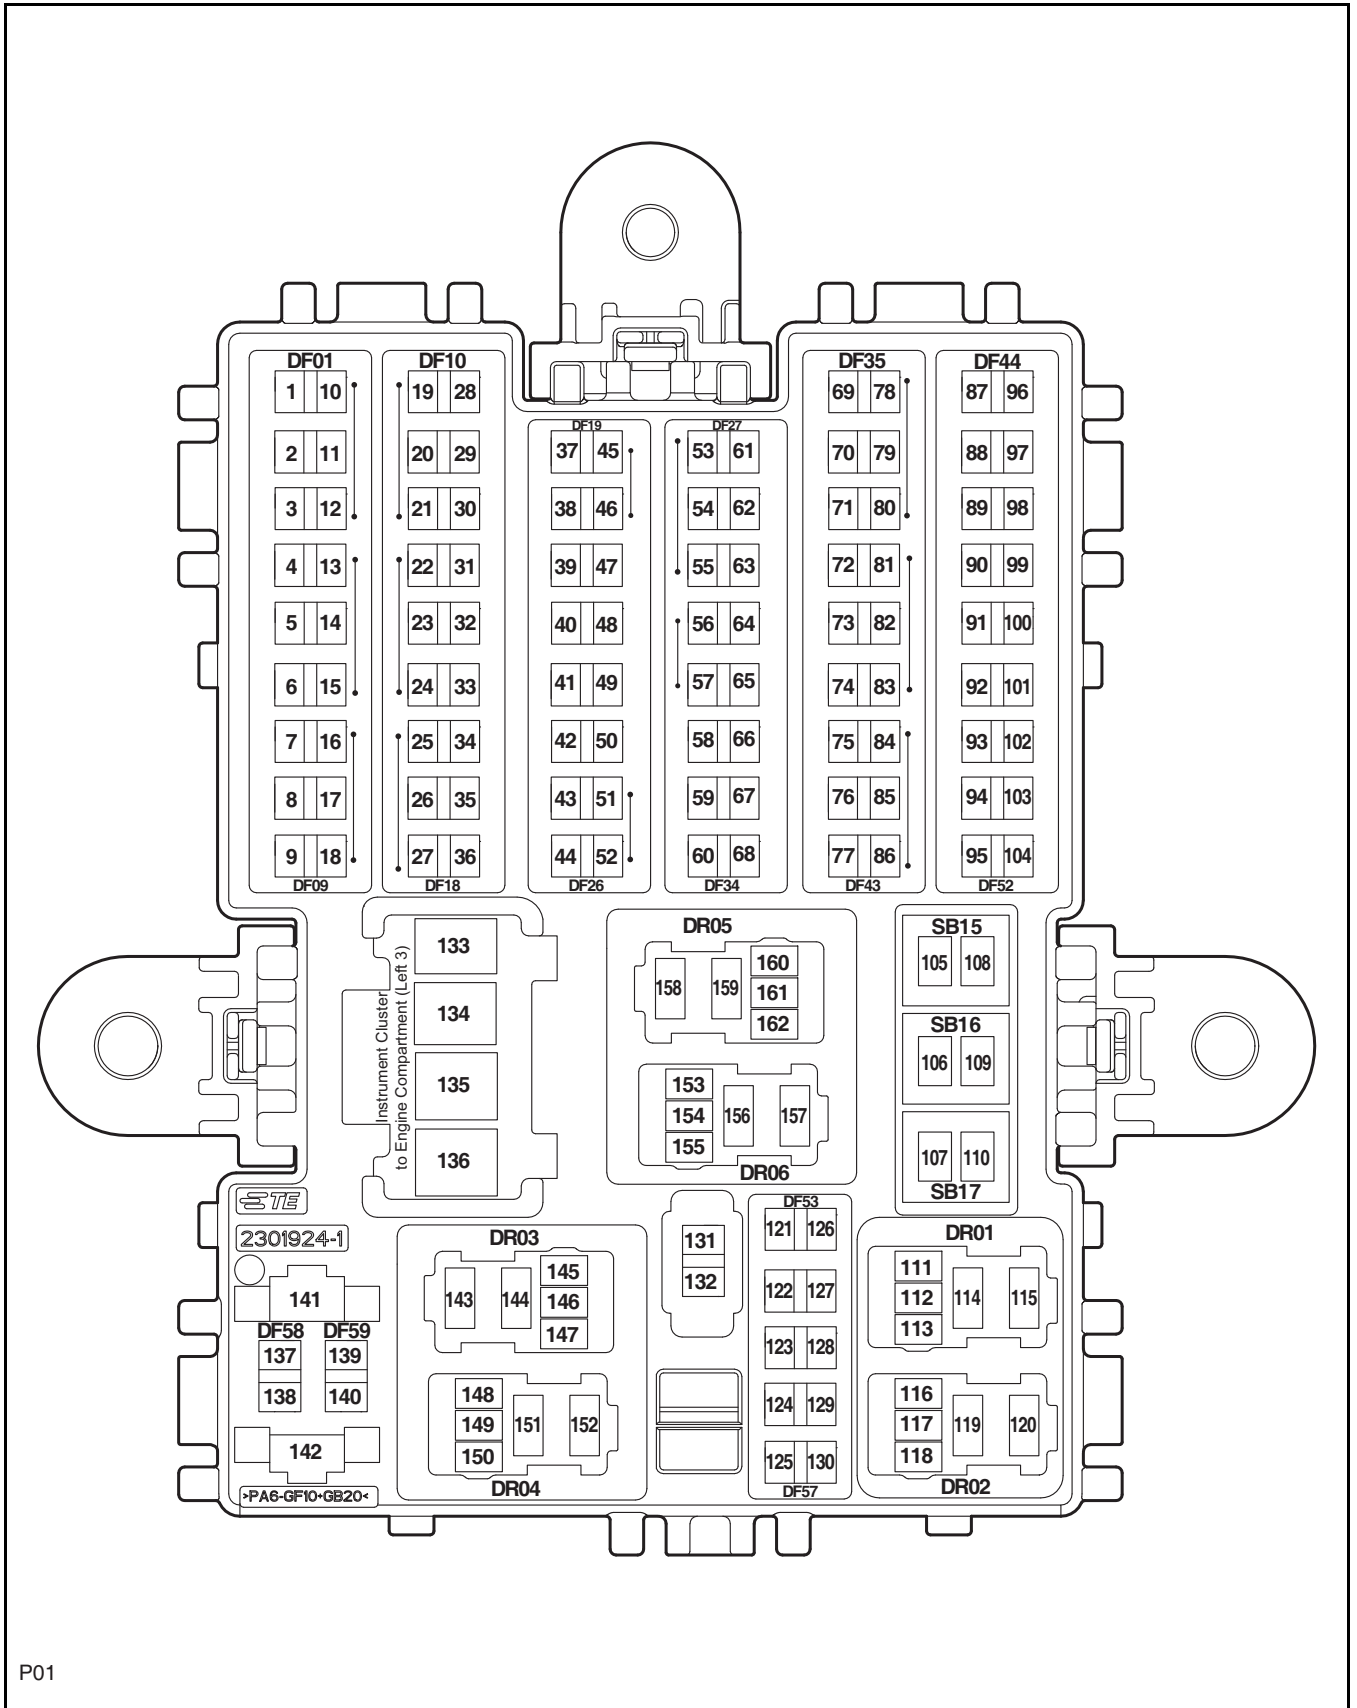 DF01 DF10 DF35 DF44
1 10 19 28 69 78 87 96
DF19 DF27
2 11 20 29 37 45 53 61 70 79 88 97
3 12 21 30 38 46 54 62 71 80 89 98
4 13 22 31 39 47 55 63 72 81 90 99
5 14 23 32 40 48 56 64 73 82 91 100
6 15 24 33 41 49 57 65 74 83 92 101
7 16 25 34 42 50 58 66 75 84 93 102
8 17 26 35 43 51 59 67 76 85 94 103
9 18 27 36 44 52 60 68 77 86 95 104
DF09 DF18 DF26 DF34 DF43 DF52
Instrument Cluster
to Engine Compartment (Left 3)
133
134
135
136
DR05
158 159
160
161
162
153
154
155
156 157
DR06
SB15
105 108
SB16
106 109
107 110
SB17
TE
2301924-1
141
DF58 DF59
137 139
138 140
142
>PA6-GF10+GB20<
DR03
143 144
145
146
147
148
149
150
151 152
DR04
131
132
DF53
121 126
122 127
123 128
124 129
125 130
DF57
DR01
111
112
113
114 115
116
117
118
119 120
DR02
P01